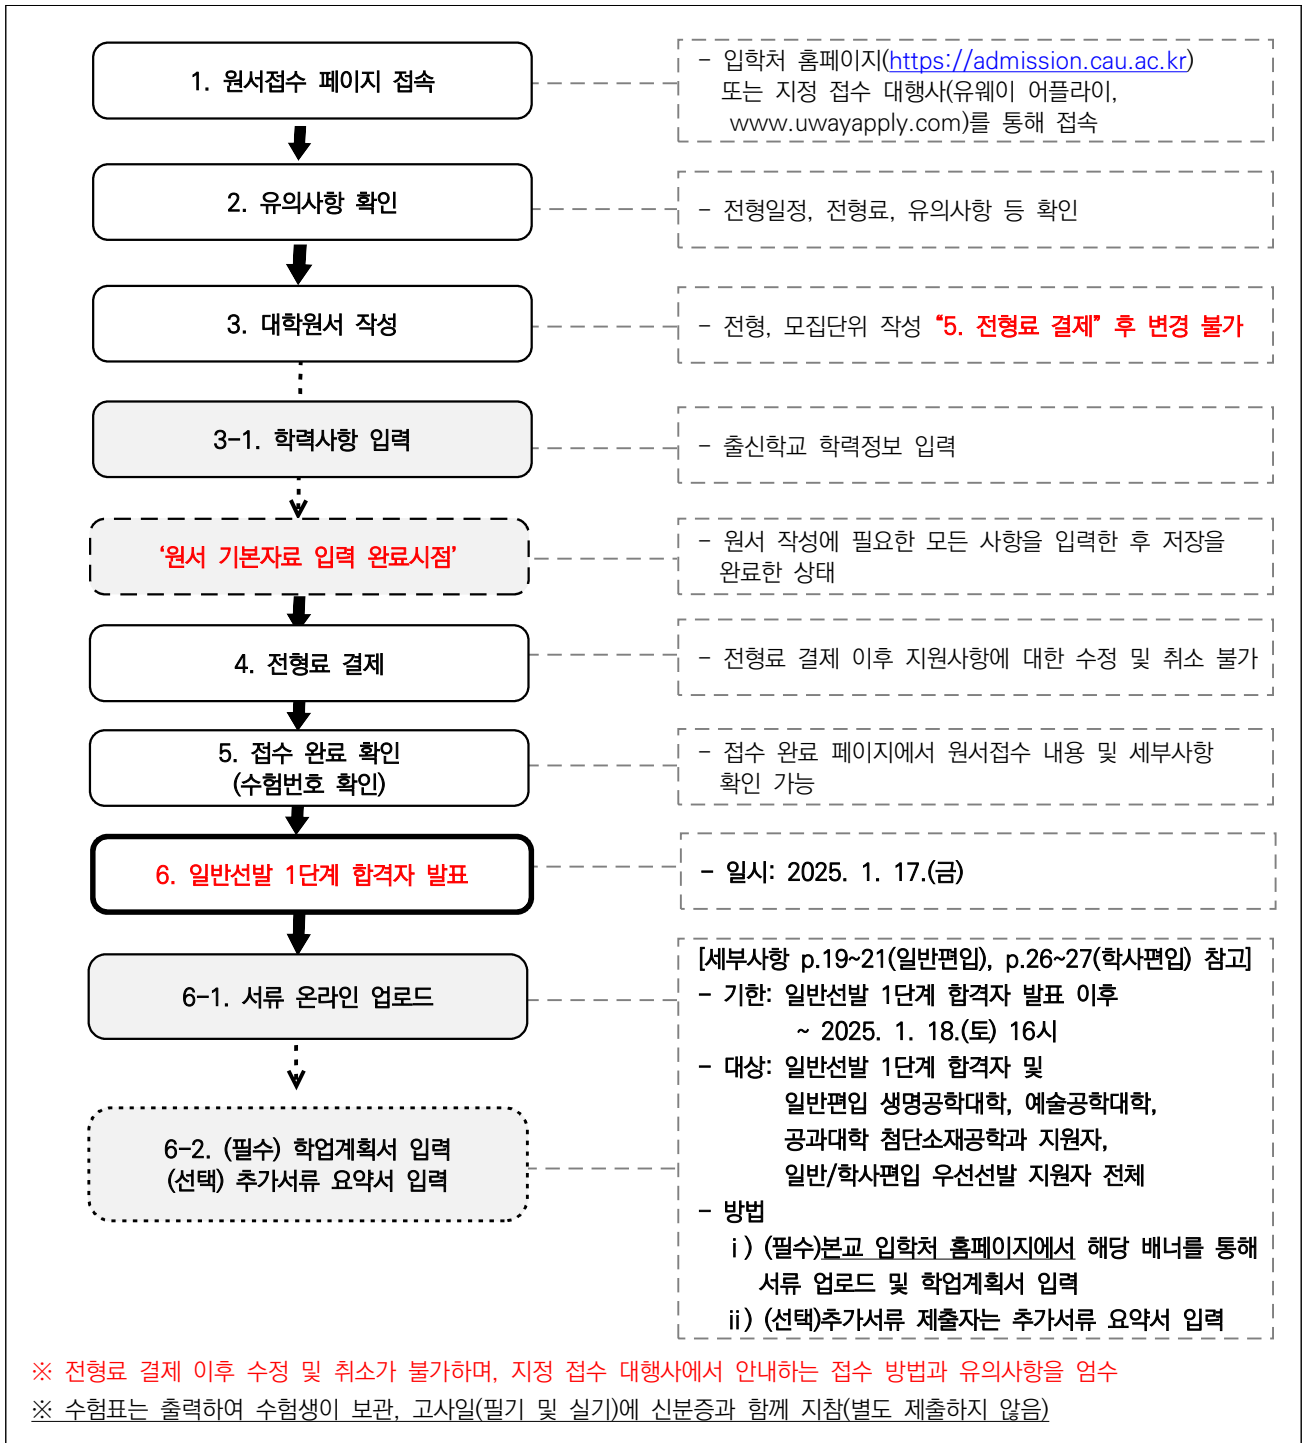 1. 원서접수 페이지 접속
- 입학처 홈페이지(https://admission.cau.ac.kr)
또는 지정 접수 대행사(유웨이 어플라이,
www.uwayapply.com)를 통해 접속
2. 유의사항 확인
- 전형일정, 전형료, 유의사항 등 확인
3. 대학원서 작성
- 전형, 모집단위 작성 “5. 전형료 결제” 후 변경 불가
3-1. 학력사항 입력
- 출신학교 학력정보 입력
‘원서 기본자료 입력 완료시점’
- 원서 작성에 필요한 모든 사항을 입력한 후 저장을
완료한 상태
4. 전형료 결제
- 전형료 결제 이후 지원사항에 대한 수정 및 취소 불가
5. 접수 완료 확인
(수험번호 확인)
- 접수 완료 페이지에서 원서접수 내용 및 세부사항
확인 가능
6. 일반선발 1단계 합격자 발표
- 일시: 2025. 1. 17.(금)
6-1. 서류 온라인 업로드
6-2. (필수) 학업계획서 입력
(선택) 추가서류 요약서 입력
[세부사항 p.19~21(일반편입), p.26~27(학사편입) 참고]
- 기한: 일반선발 1단계 합격자 발표 이후
~ 2025. 1. 18.(토) 16시
- 대상: 일반선발 1단계 합격자 및
일반편입 생명공학대학, 예술공학대학,
공과대학 첨단소재공학과 지원자,
일반/학사편입 우선선발 지원자 전체
- 방법
ⅰ) (필수)본교 입학처 홈페이지에서 해당 배너를 통해
서류 업로드 및 학업계획서 입력
ⅱ) (선택)추가서류 제출자는 추가서류 요약서 입력
※ 전형료 결제 이후 수정 및 취소가 불가하며, 지정 접수 대행사에서 안내하는 접수 방법과 유의사항을 엄수
※ 수험표는 출력하여 수험생이 보관, 고사일(필기 및 실기)에 신분증과 함께 지참(별도 제출하지 않음)